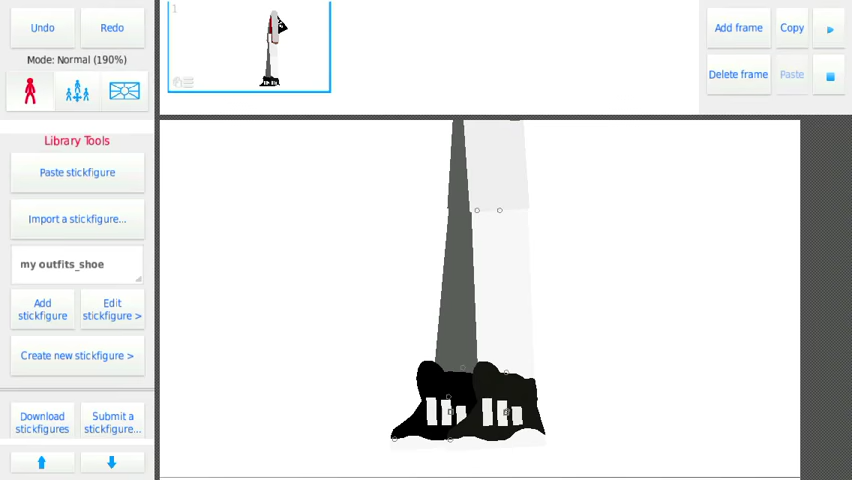 Undo
Redo
Mode: Normal (190%)
Library Tools
Paste stickfigure
Import a stickfigure...
my outfits_shoe
Add
stickfigure
Edit
stickfigure >
Create new stickfigure >
Download
stickfigures
Submit a
stickfigure...
1
Add frame
Copy
Delete frame
Paste